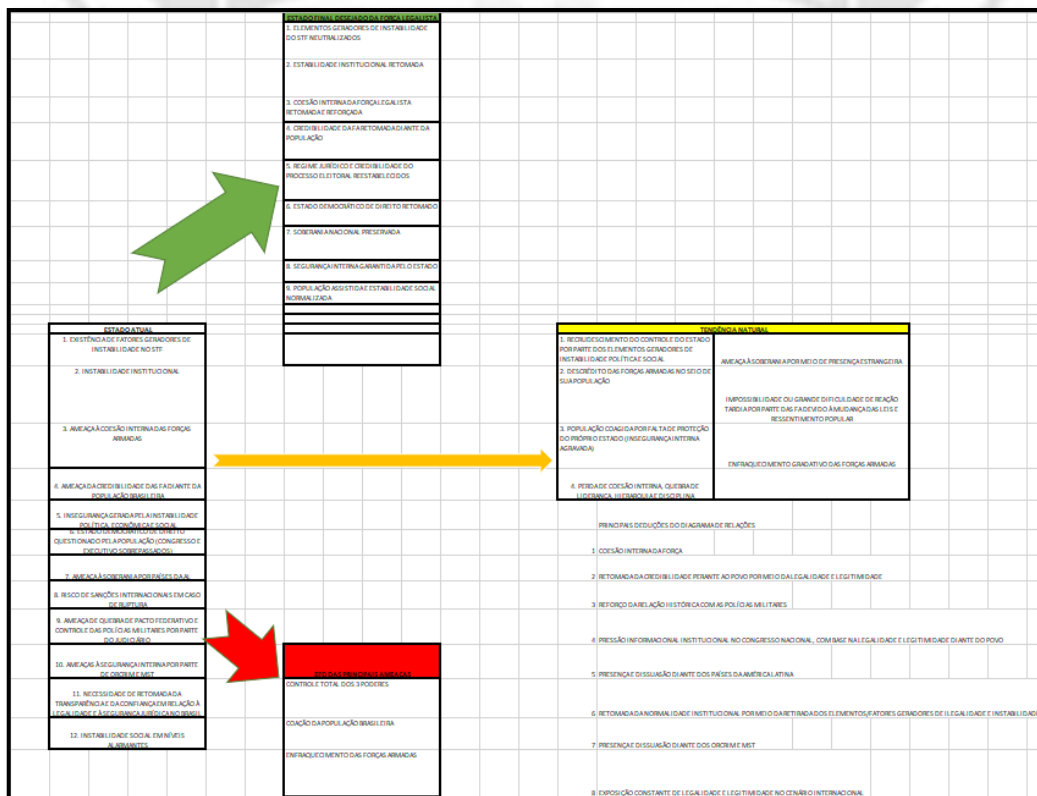 ESTADO FINAL DESEJADO DA FORÇA LEGALISTA
1. ELEMENTOS GERADORES DE INSTABILIDADE
DO STF NEUTRALIZADOS
2. ESTABILIDADE INSTITUCIONAL RETOMADA
3. COESÃO INTERNA DA FORÇA LEGALISTA
RETOMADA E REFORÇADA
4. CREDIBILIDADE DA FA RETOMADA DIANTE DA
POPULAÇÃO
5. REGIME JURÍDICO E CREDIBILIDADE DO
PROCESSO ELEITORAL REESTABELECIDOS
6. ESTADO DEMOCRÁTICO DE DIREITO RETOMADO
7. SOBERANIA NACIONAL PRESERVADA
8. SEGURANÇA INTERNA GARANTIDA PELO ESTADO
9. POPULAÇÃO ASSISTIDA E ESTABILIDADE SOCIAL
NORMALIZADA
ESTADO ATUAL
1. EXISTÊNCIA DE FATORES GERADORES DE
INSTABILIDADE NO STF
2. INSTABILIDADE INSTITUCIONAL
3. AMEAÇA À COESÃO INTERNA DAS FORÇAS
ARMADAS
4. AMEAÇA DA CREDIBILIDADE DAS FA DIANTE DA
POPULAÇÃO BRASILEIRA
5. INSEGURANÇA GERADA PELA INSTABILIDADE
POLÍTICA, ECONÔMICA E SOCIAL
6. ESTADO DEMOCRÁTICO DE DIREITO
QUESTIONADO PELA POPULAÇÃO (CONGRESSO E
EXECUTIVO SOBREPASSADOS)
7. AMEAÇA À SOBERANIA POR PAÍSES DA AL
8. RISCO DE SANÇÕES INTERNACIONAIS EM CASO
DE RUPTURA
9. AMEAÇA DE QUEBRA DE PACTO FEDERATIVO E
CONTROLE DAS POLÍCIAS MILITARES POR PARTE
DO JUDICIÁRIO
10. AMEAÇAS À SEGURANÇA INTERNA POR PARTE
DE ORCRIM E MST
11. NECESSIDADE DE RETOMADA DA
TRANSPARÊNCIA E DA CONFIANÇA EM RELAÇÃO À
LEGALIDADE E À SEGURANÇA JURÍDICA NO BRASIL
12. INSTABILIDADE SOCIAL EM NÍVEIS
ALARMANTES
TENDÊNCIA NATURAL
1. RECRUDESCIMENTO DO CONTROLE DO ESTADO
POR PARTE DOS ELEMENTOS GERADORES DE
INSTABILIDADE POLÍTICA E SOCIAL
2. DESCRÉDITO DAS FORÇAS ARMADAS NO SEIO DE
SUA POPULAÇÃO
3. POPULAÇÃO COAGIDA POR FALTA DE PROTEÇÃO
DO PRÓPRIO ESTADO (INSEGURANÇA INTERNA
AGRAVADA)
4. PERDA DE COESÃO INTERNA, QUEBRA DE
LIDERANÇA, HIERARQUIA E DISCIPLINA
AMEAÇA À SOBERANIA POR MEIO DE PRESENÇA ESTRANGEIRA
IMPOSSIBILIDADE OU GRANDE DIFICULDADE DE REAÇÃO
TARDIA POR PARTE DAS FA DEVIDO À MUDANÇA DAS LEIS E
RESSENTIMENTO POPULAR
ENFRAQUECIMENTO GRADATIVO DAS FORÇAS ARMADAS
PRINCIPAIS DEDUÇÕES DO DIAGRAMA DE RELAÇÕES
1 COESÃO INTERNA DA FORÇA
2 RETOMADA DA CREDIBILIDADE PERANTE AO POVO POR MEIO DA LEGALIDADE E LEGITIMIDADE
3 REFORÇO DA RELAÇÃO HISTÓRICA COM AS POLÍCIAS MILITARES
4 PRESSÃO INFORMACIONAL INSTITUCIONAL NO CONGRESSO NACIONAL, COM BASE NA LEGALIDADE E LEGITIMIDADE DIANTE DO POVO
5 PRESENÇA E DISSUASÃO DIANTE DOS PAÍSES DA AMÉRICA LATINA
6 RETOMADA DA NORMALIDADE INSTITUCIONAL POR MEIO DA RETIRADA DOS ELEMENTOS/FATORES GERADORES DE ILEGALIDADE E INSTABILIDADE
7 PRESENÇA E DISSUASÃO DIANTE DOS ORCRIM E MST
8 EXPOSIÇÃO CONSTANTE DE LEGALIDADE E LEGITIMIDADE NO CENÁRIO INTERNACIONAL
DAS PRINCIPAIS AMEAÇAS
CONTROLE TOTAL DOS 3 PODERES
COAÇÃO DA POPULAÇÃO BRASILEIRA
ENFRAQUECIMENTO DAS FORÇAS ARMADAS